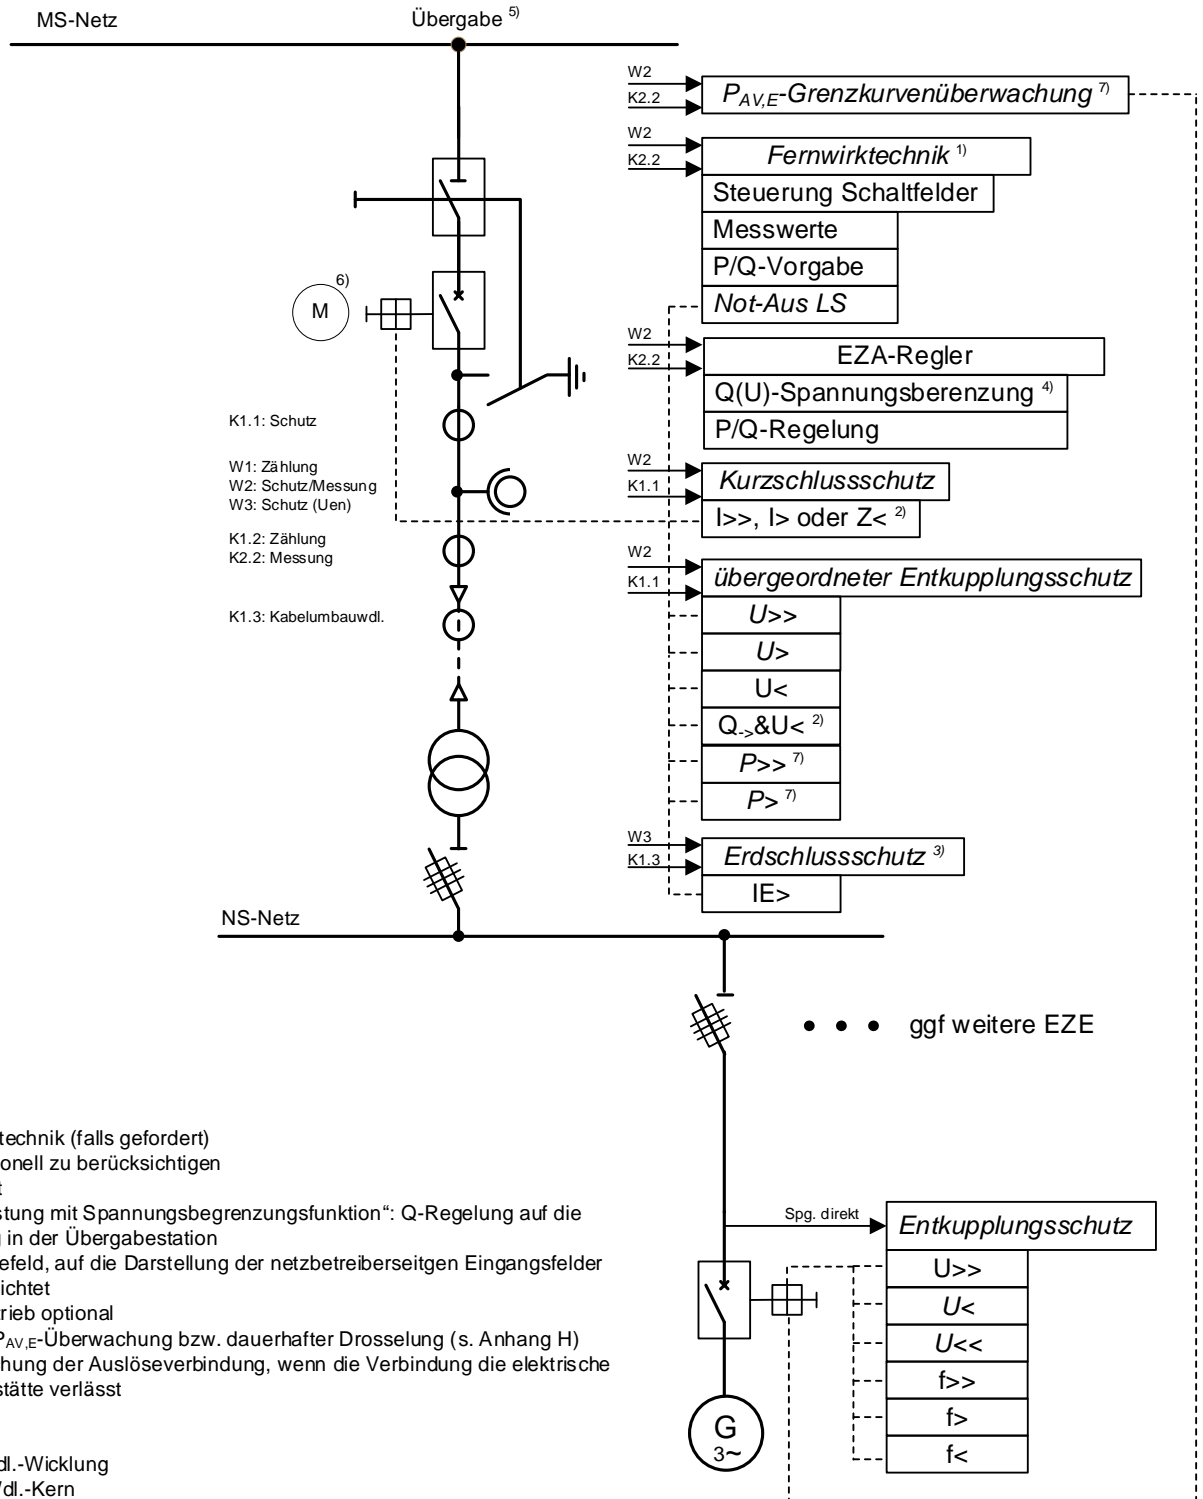 MS-Netz
Übergabe 5)
W2
K2.2
P_AV,E-Grenzkurvenüberwachung 7)
W2
K2.2
Fernwirktechnik 1)
Steuerung Schaltfelder
Messwerte
P/Q-Vorgabe
Not-Aus LS
M
6)
W2
K2.2
EZA-Regler
Q(U)-Spannungsberenzung 4)
P/Q-Regelung
K1.1: Schutz
W1: Zählung
W2: Schutz/Messung
W3: Schutz (Uen)
K1.2: Zählung
K2.2: Messung
K1.3: Kabelumbauwdl.
W2
K1.1
Kurzschlussschutz
I>>, I> oder Z< 2)
W2
K1.1
übergeordneter Entkupplungsschutz
U>>
U>
U<
Q->&U< 2)
P>> 7)
P> 7)
W3
K1.3
Erdschlussschutz 3)
IE>
NS-Netz
ggf weitere EZE
technik (falls gefordert)
onell zu berücksichtigen
t
stung mit Spannungsbegrenzungsfunktion“: Q-Regelung auf die
g in der Übergabestation
efeld, auf die Darstellung der netzbetreiberseitgen Eingangsfelder
ichtet
trieb optional
P_AV,E-Überwachung bzw. dauerhafter Drosselung (s. Anhang H)
chung der Auslöseverbindung, wenn die Verbindung die elektrische
stätte verlässt
dl.-Wicklung
/dl.-Kern
Spg. direkt
Entkupplungsschutz
U>>
U<
U<<
f>>
f>
f<
G
3~